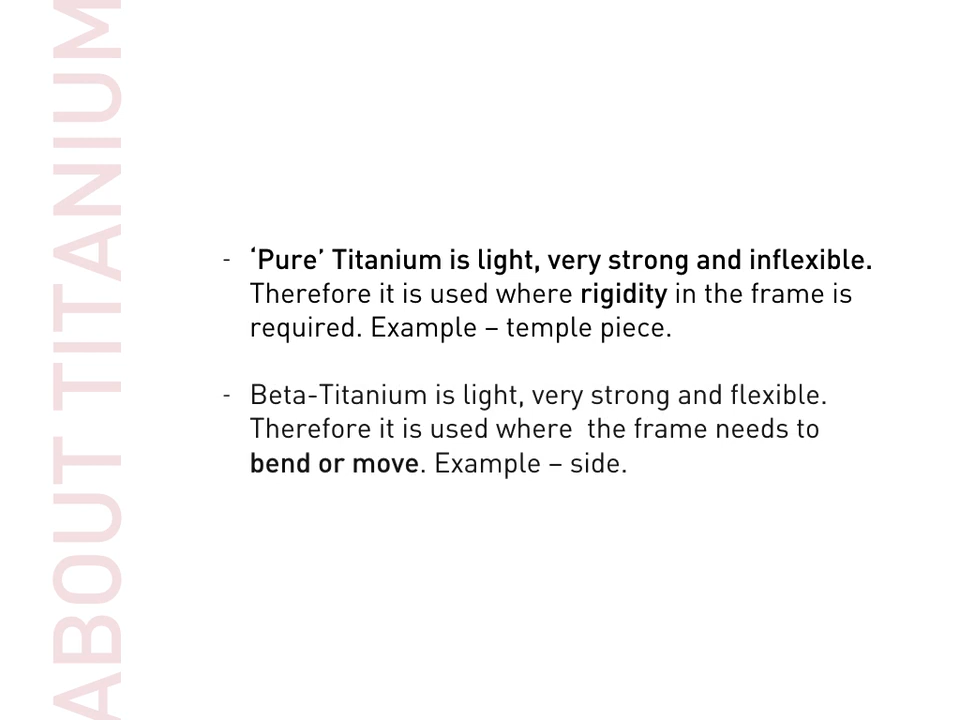 ABOUT TITANIUM
- ‘Pure’ Titanium is light, very strong and inflexible.
Therefore it is used where rigidity in the frame is
required. Example – temple piece.
- Beta-Titanium is light, very strong and flexible.
Therefore it is used where  the frame needs to
bend or move. Example – side.